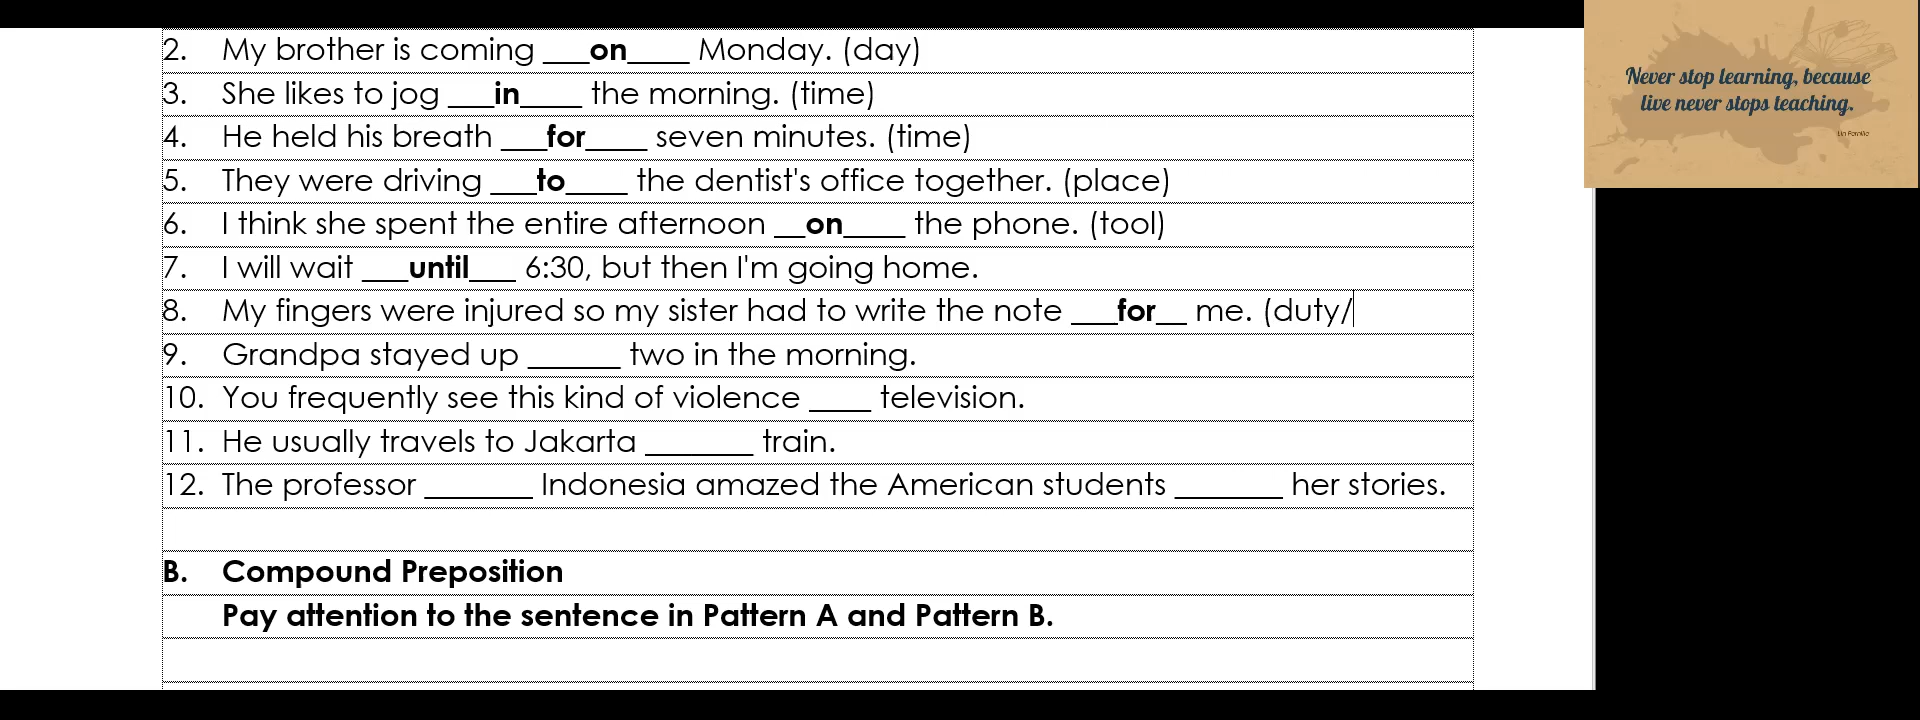 2. My brother is coming ___on____ Monday. (day)
3. She likes to jog ___in____ the morning. (time)
4. He held his breath ___for____ seven minutes. (time)
5. They were driving ___to____ the dentist's office together. (place)
6. I think she spent the entire afternoon __on____ the phone. (tool)
7. I will wait ___until___ 6:30, but then I'm going home.
8. My fingers were injured so my sister had to write the note ___for__ me. (duty/
9. Grandpa stayed up ______ two in the morning.
10. You frequently see this kind of violence ____ television.
11. He usually travels to Jakarta _______ train.
12. The professor _______ Indonesia amazed the American students _______ her stories.
B. Compound Preposition
Pay attention to the sentence in Pattern A and Pattern B.
Never stop learning, because
live never stops teaching.